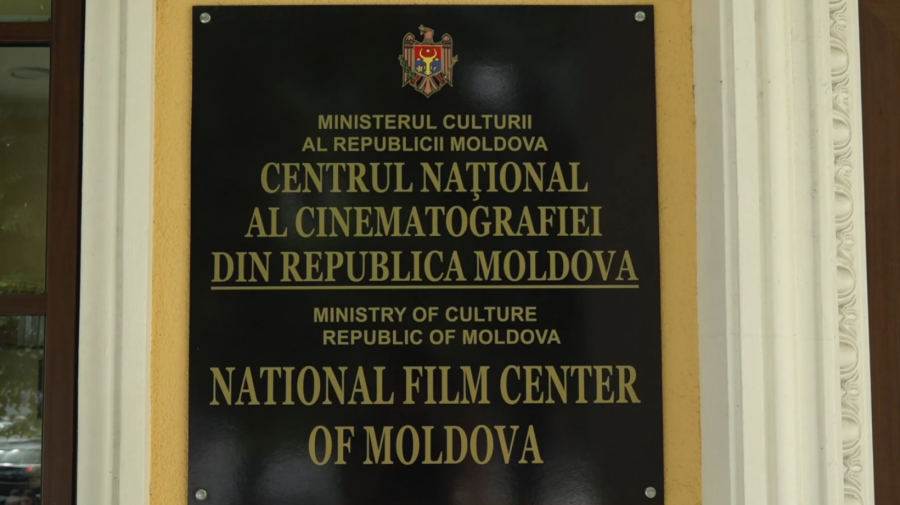 MINISTERUL CULTURII
AL REPUBLICII MOLDOVA
CENTRUL NAŢIONAL
AL CINEMATOGRAFIEI
DIN REPUBLICA MOLDOVA
MINISTRY OF CULTURE
REPUBLIC OF MOLDOVA
NATIONAL FILM CENTER
OF MOLDOVA